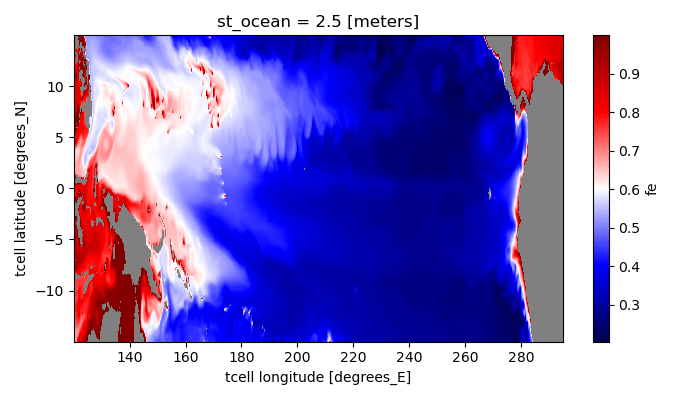 st_ocean = 2.5 [meters]
10
5
0
−5
−10
tcell latitude [degrees_N]
140 160 180 200 220 240 260 280
tcell longitude [degrees_E]
0.9
0.8
0.7
0.6
0.5
0.4
0.3
fe